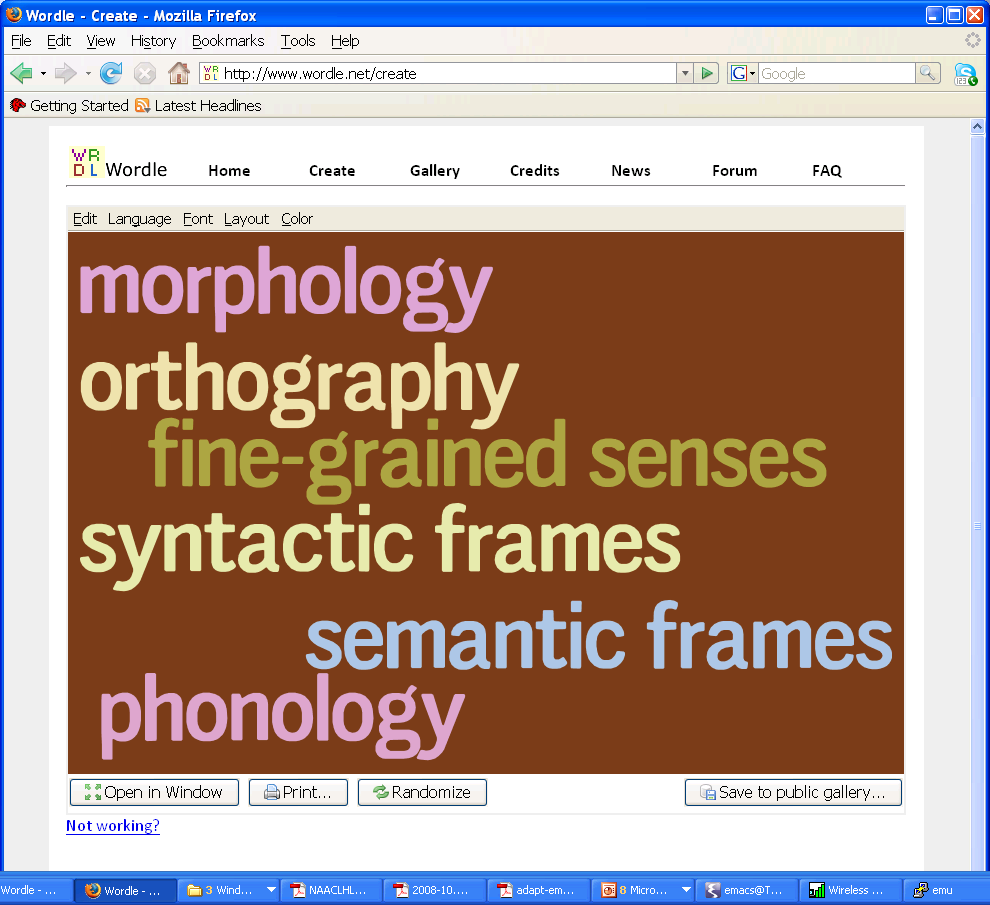 Wordle - Create - Mozilla Firefox
File Edit View History Bookmarks Tools Help
http://www.wordle.net/create G Google
Getting Started Latest Headlines
WRDL Wordle Home Create Gallery Credits News Forum FAQ
Edit Language Font Layout Color
morphology
orthography
fine-grained senses
syntactic frames
semantic frames
phonology
Open in Window Print... Randomize Save to public gallery...
Not working?
Wordle - ... Wordle - ... 3 Wind... NAACLHL... 2008-10.... adapt-em... 8 Micro... emacs@T... Wireless ... emu